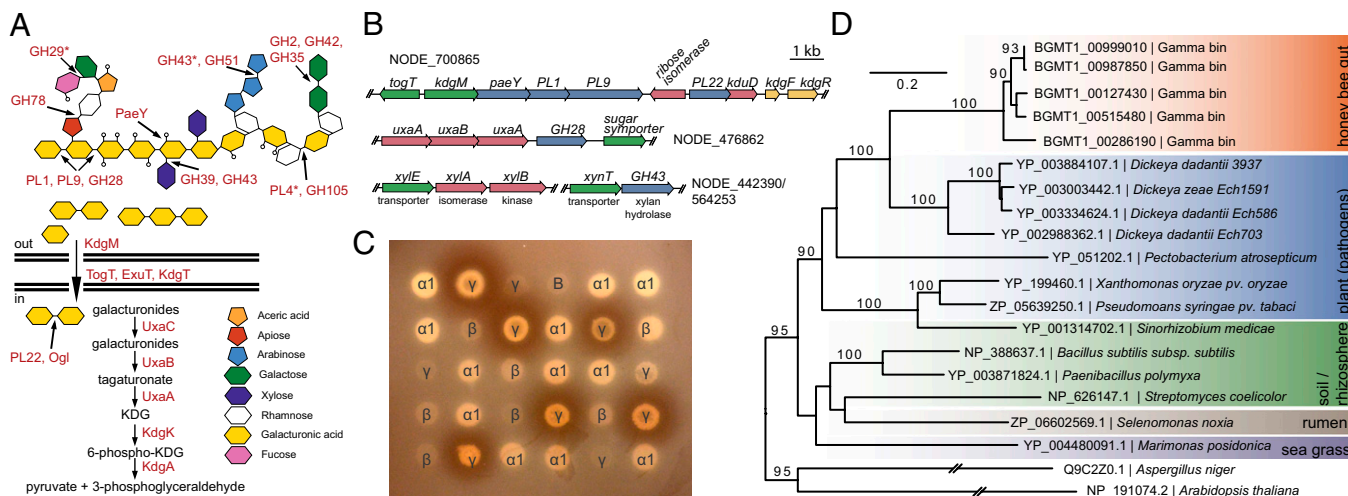 A
GH29*
GH78
PaeY
GH43*, GH51
GH2, GH42,
GH35
PL1, PL9, GH28
GH39, GH43
PL4*, GH105
out
KdgM
TogT, ExuT, KdgT
in
PL22, Ogl
galacturonides
UxaC
galacturonides
UxaB
tagaturonate
UxaA
KDG
KdgK
6-phospho-KDG
KdgA
pyruvate + 3-phosphoglyceraldehyde
Aceric acid
Apiose
Arabinose
Galactose
Xylose
Rhamnose
Galacturonic acid
Fucose
B
1 kb
NODE_700865
togT kdgM paeY PL1 PL9 ribose isomerase PL22 kduD kdgF kdgR
uxaA uxaB uxaA GH28 sugar symporter
NODE_476862
xylE xylA xylB xynT GH43
transporter isomerase kinase transporter xylan hydrolase
NODE_442390/
564253
C
α1 γ γ B α1 α1
α1 β γ β γ β
γ α1 β α1 α1 γ
β α1 β γ β γ
β γ α1 α1 γ α1
D
0.2
93
90
100
100
100
90
100
100
95
100
95
BGMT1_00999010 | Gamma bin
BGMT1_00987850 | Gamma bin
BGMT1_00127430 | Gamma bin
BGMT1_00515480 | Gamma bin
BGMT1_00286190 | Gamma bin
honey bee gut
YP_003884107.1 | Dickeya dadantii 3937
YP_003003442.1 | Dickeya zeae Ech1591
YP_003334624.1 | Dickeya dadantii Ech586
YP_002988362.1 | Dickeya dadantii Ech703
YP_051202.1 | Pectobacterium atrosepticum
YP_199460.1 | Xanthomonas oryzae pv. oryzae
ZP_05639250.1 | Pseudomoans syringae pv. tabaci
plant (pathogens)
YP_001314702.1 | Sinorhizobium medicae
NP_388637.1 | Bacillus subtilis subsp. subtilis
YP_003871824.1 | Paenibacillus polymyxa
NP_626147.1 | Streptomyces coelicolor
soil /
rhizosphere
ZP_06602569.1 | Selenomonas noxia
rumen
YP_004480091.1 | Marimonas posidonica
sea grass
Q9C2Z0.1 | Aspergillus niger
NP_191074.2 | Arabidopsis thaliana